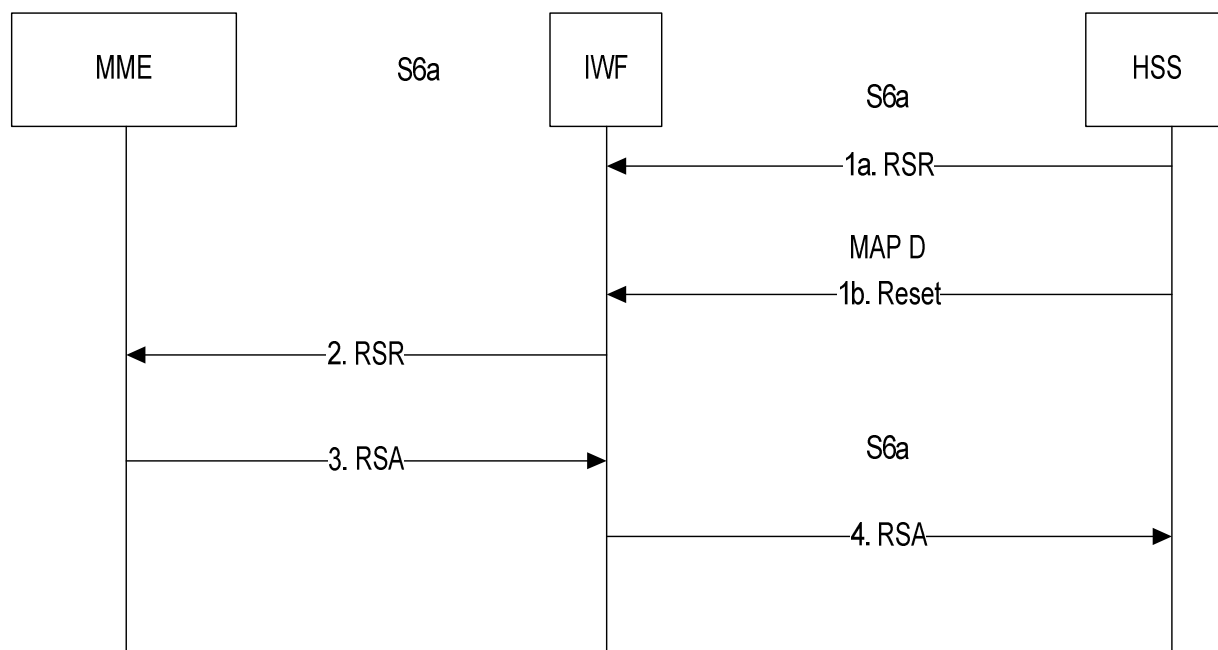 MME
S6a
IWF
HSS
S6a
1a. RSR
MAP D
1b. Reset
2. RSR
3. RSA
S6a
4. RSA